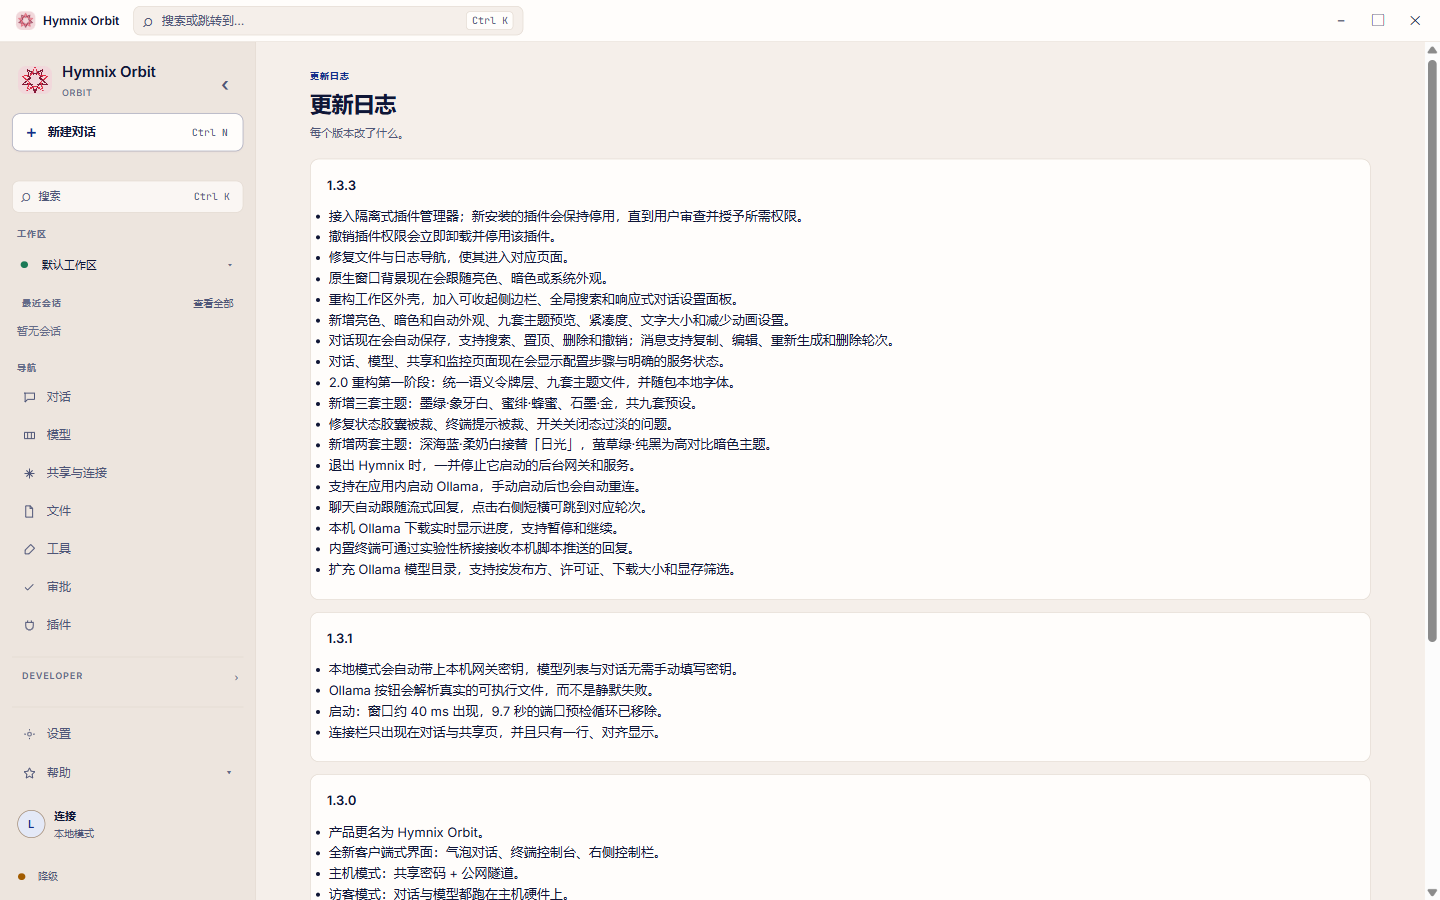 Hymnix Orbit
搜索或跳转到...
Ctrl K
Hymnix Orbit
ORBIT
新建对话
Ctrl N
搜索
Ctrl K
工作区
默认工作区
最近会话
查看全部
暂无会话
导航
对话
模型
共享与连接
文件
工具
审批
插件
DEVELOPER
设置
帮助
L
连接
本地模式
降级
更新日志
更新日志
每个版本改了什么。
1.3.3
接入隔离式插件管理器；新安装的插件会保持停用，直到用户审查并授予所需权限。
撤销插件权限会立即卸载并停用该插件。
修复文件与日志导航，使其进入对应页面。
原生窗口背景现在会跟随亮色、暗色或系统外观。
重构工作区外壳，加入可收起侧边栏、全局搜索和响应式对话设置面板。
新增亮色、暗色和自动外观、九套主题预览、紧凑度、文字大小和减少动画设置。
对话现在会自动保存，支持搜索、置顶、删除和撤销；消息支持复制、编辑、重新生成和删除轮次。
对话、模型、共享和监控页面现在会显示配置步骤与明确的服务状态。
2.0 重构第一阶段：统一语义令牌层、九套主题文件，并随包本地字体。
新增三套主题：墨绿·象牙白、蜜绯·蜂蜜、石墨·金，共九套预设。
修复状态胶囊被裁、终端提示被裁、开关关闭态过淡的问题。
新增两套主题：深海蓝·柔奶白接替「日光」，萤草绿·纯黑为高对比暗色主题。
退出 Hymnix 时，一并停止它启动的后台网关和服务。
支持在应用内启动 Ollama，手动启动后也会自动重连。
聊天自动跟随流式回复，点击右侧短横可跳到对应轮次。
本机 Ollama 下载实时显示进度，支持暂停和继续。
内置终端可通过实验性桥接接收本机脚本推送的回复。
扩充 Ollama 模型目录，支持按发布方、许可证、下载大小和显存筛选。
1.3.1
本地模式会自动带上本机网关密钥，模型列表与对话无需手动填写密钥。
Ollama 按钮会解析真实的可执行文件，而不是静默失败。
启动：窗口约 40 ms 出现，9.7 秒的端口预检循环已移除。
连接栏只出现在对话与共享页，并且只有一行、对齐显示。
1.3.0
产品更名为 Hymnix Orbit。
全新客户端式界面：气泡对话、终端控制台、右侧控制栏。
主机模式：共享密码 + 公网隧道。
访客模式：对话与模型都跑在主机硬件上。